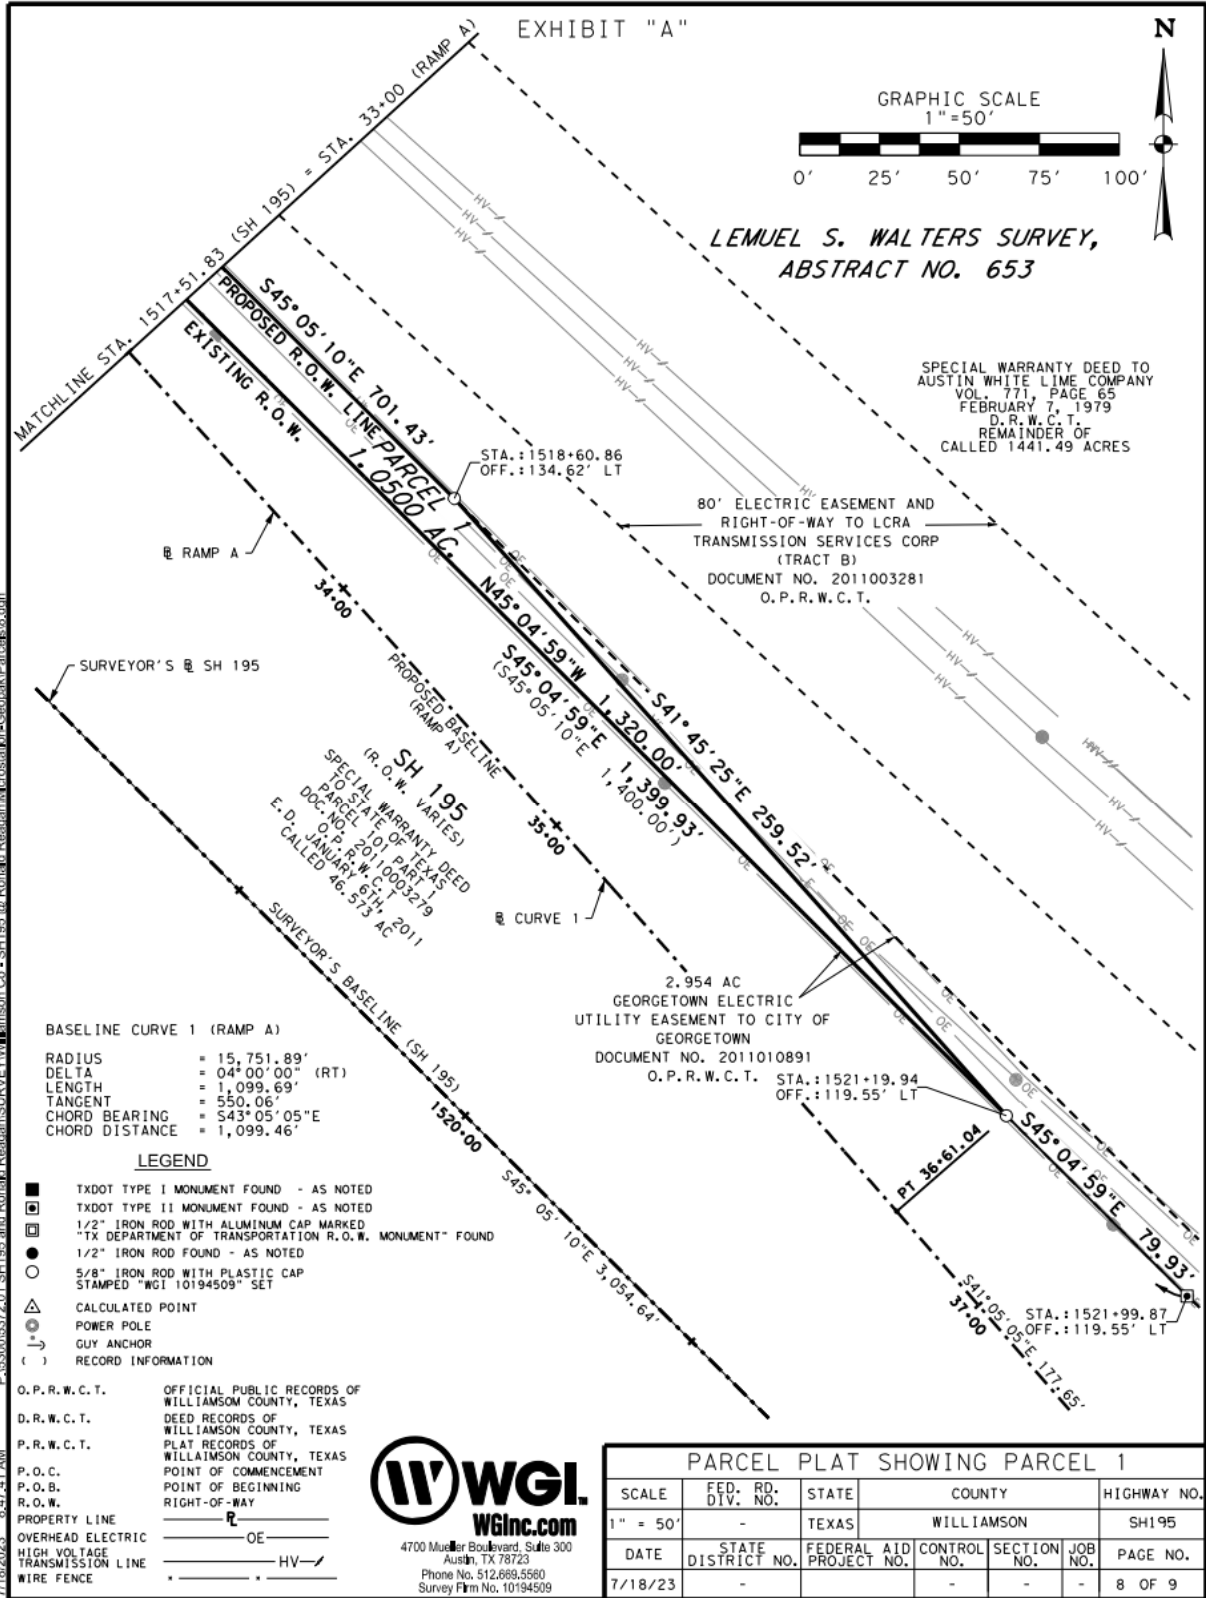 EXHIBIT "A"
N
GRAPHIC SCALE
1"=50'
0' 25' 50' 75' 100'
LEMUEL S. WALTERS SURVEY,
ABSTRACT NO. 653
MATCHLINE STA. 1517+51.83 (SH 195) = STA. 33+00 (RAMP A)
SPECIAL WARRANTY DEED TO
AUSTIN WHITE LIME COMPANY
VOL. 771, PAGE 65
FEBRUARY 7, 1979
D.R.W.C.T.
REMAINDER OF
CALLED 1441.49 ACRES
S45°05'10"E 701.43'
PROPOSED R.O.W. LINE
EXISTING R.O.W.
PARCEL 1
1.0500 AC.
STA.:1518+60.86
OFF.:134.62' LT
80' ELECTRIC EASEMENT AND
RIGHT-OF-WAY TO LCRA
TRANSMISSION SERVICES CORP
(TRACT B)
DOCUMENT NO. 2011003281
O.P.R.W.C.T.
RAMP A
34+00
N45°04'59"W 1,320.00'
S45°04'59"E 1,399.93'
(S45°05'10"E 1,400.00')
S41°45'25"E 259.52'
SURVEYOR'S SH 195
PROPOSED BASELINE
(RAMP A)
SH 195
(R.O.W. VARIES)
SPECIAL WARRANTY DEED
TO STATE OF TEXAS
PARCEL 101 PART 1
DOC. NO. 20110003279
O.P.R.W.C.T
E.D. JANUARY 6TH, 2011
CALLED 46.573 AC
35+00
CURVE 1
SURVEYOR'S BASELINE (SH 195)
1520+00
S45° 05' 10"E 3,054.64'
2.954 AC
GEORGETOWN ELECTRIC
UTILITY EASEMENT TO CITY OF
GEORGETOWN
DOCUMENT NO. 2011010891
O.P.R.W.C.T.
STA.:1521+19.94
OFF.:119.55' LT
PT 36+61.04
S45°04'59"E 79.93'
STA.:1521+99.87
OFF.:119.55' LT
S41°05'05"E 177.65'
37+00
BASELINE CURVE 1 (RAMP A)
RADIUS = 15,751.89'
DELTA = 04°00'00" (RT)
LENGTH = 1,099.69'
TANGENT = 550.06'
CHORD BEARING = S43°05'05"E
CHORD DISTANCE = 1,099.46'
LEGEND
TXDOT TYPE I MONUMENT FOUND - AS NOTED
TXDOT TYPE II MONUMENT FOUND - AS NOTED
1/2" IRON ROD WITH ALUMINUM CAP MARKED
"TX DEPARTMENT OF TRANSPORTATION R.O.W. MONUMENT" FOUND
1/2" IRON ROD FOUND - AS NOTED
5/8" IRON ROD WITH PLASTIC CAP
STAMPED "WGI 10194509" SET
CALCULATED POINT
POWER POLE
GUY ANCHOR
( ) RECORD INFORMATION
O.P.R.W.C.T. OFFICIAL PUBLIC RECORDS OF
WILLIAMSOM COUNTY, TEXAS
D.R.W.C.T. DEED RECORDS OF
WILLIAMSON COUNTY, TEXAS
P.R.W.C.T. PLAT RECORDS OF
WILLAIMSON COUNTY, TEXAS
P.O.C. POINT OF COMMENCEMENT
P.O.B. POINT OF BEGINNING
R.O.W. RIGHT-OF-WAY
PROPERTY LINE
OVERHEAD ELECTRIC OE
HIGH VOLTAGE
TRANSMISSION LINE HV
WIRE FENCE
WGI.
WGInc.com
4700 Mueller Boulevard, Suite 300
Austin, TX 78723
Phone No. 512.669.5560
Survey Firm No. 10194509
PARCEL PLAT SHOWING PARCEL 1
SCALE FED. RD. DIV. NO. STATE COUNTY HIGHWAY NO.
1" = 50' - TEXAS WILLIAMSON SH195
DATE STATE DISTRICT NO. FEDERAL AID PROJECT NO. CONTROL NO. SECTION NO. JOB NO. PAGE NO.
7/18/23 - - - - 8 OF 9